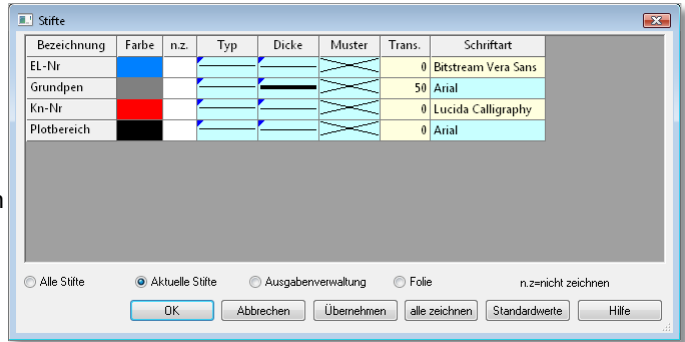 Stifte
Bezeichnung Farbe n.z. Typ Dicke Muster Trans. Schriftart
EL-Nr 0 Bitstream Vera Sans
Grundpen 50 Arial
Kn-Nr 0 Lucida Calligraphy
Plotbereich 0 Arial
n
Alle Stifte Aktuelle Stifte Ausgabenverwaltung Folie n.z=nicht zeichnen
OK Abbrechen Übernehmen alle zeichnen Standardwerte Hilfe